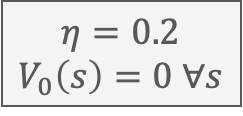 η = 0.2
V₀(s) = 0 ∀s